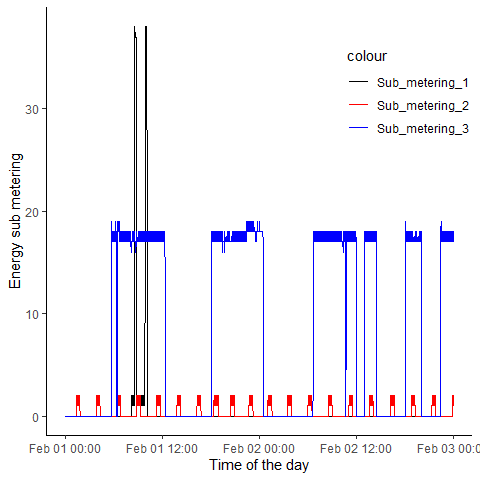 colour
Sub_metering_1
Sub_metering_2
Sub_metering_3
Energy sub metering
30
20
10
0
Feb 01 00:00 Feb 01 12:00 Feb 02 00:00 Feb 02 12:00 Feb 03 00:0
Time of the day